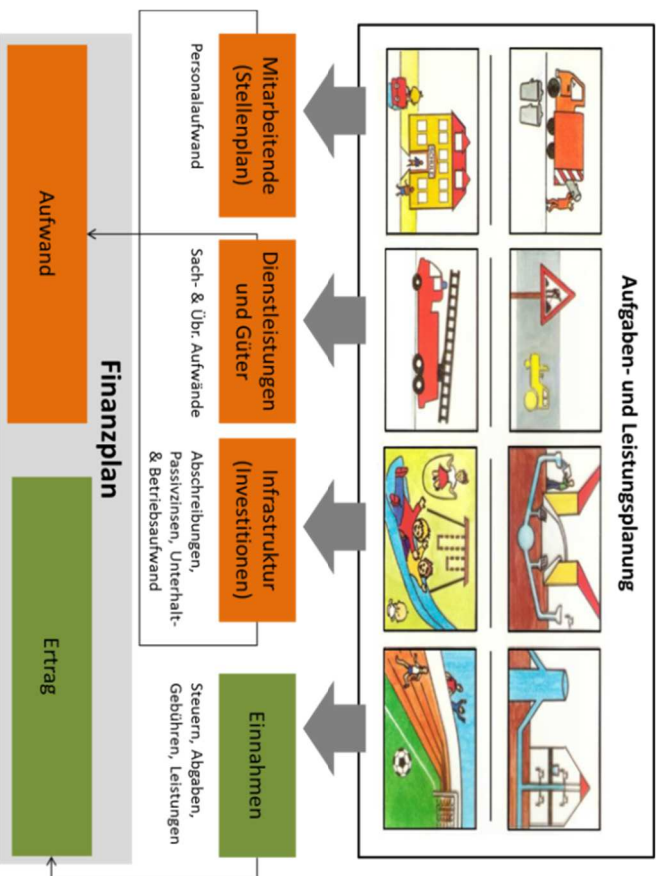 Aufgaben- und Leistungsplanung
Mitarbeitende
(Stellenplan)
Personalaufwand
Dienstleistungen
und Güter
Sach- & Übr. Aufwände
Infrastruktur
(Investitionen)
Abschreibungen,
Passivzinsen, Unterhalt-
& Betriebsaufwand
Einnahmen
Steuern, Abgaben,
Gebühren, Leistungen
Finanzplan
Aufwand
Ertrag